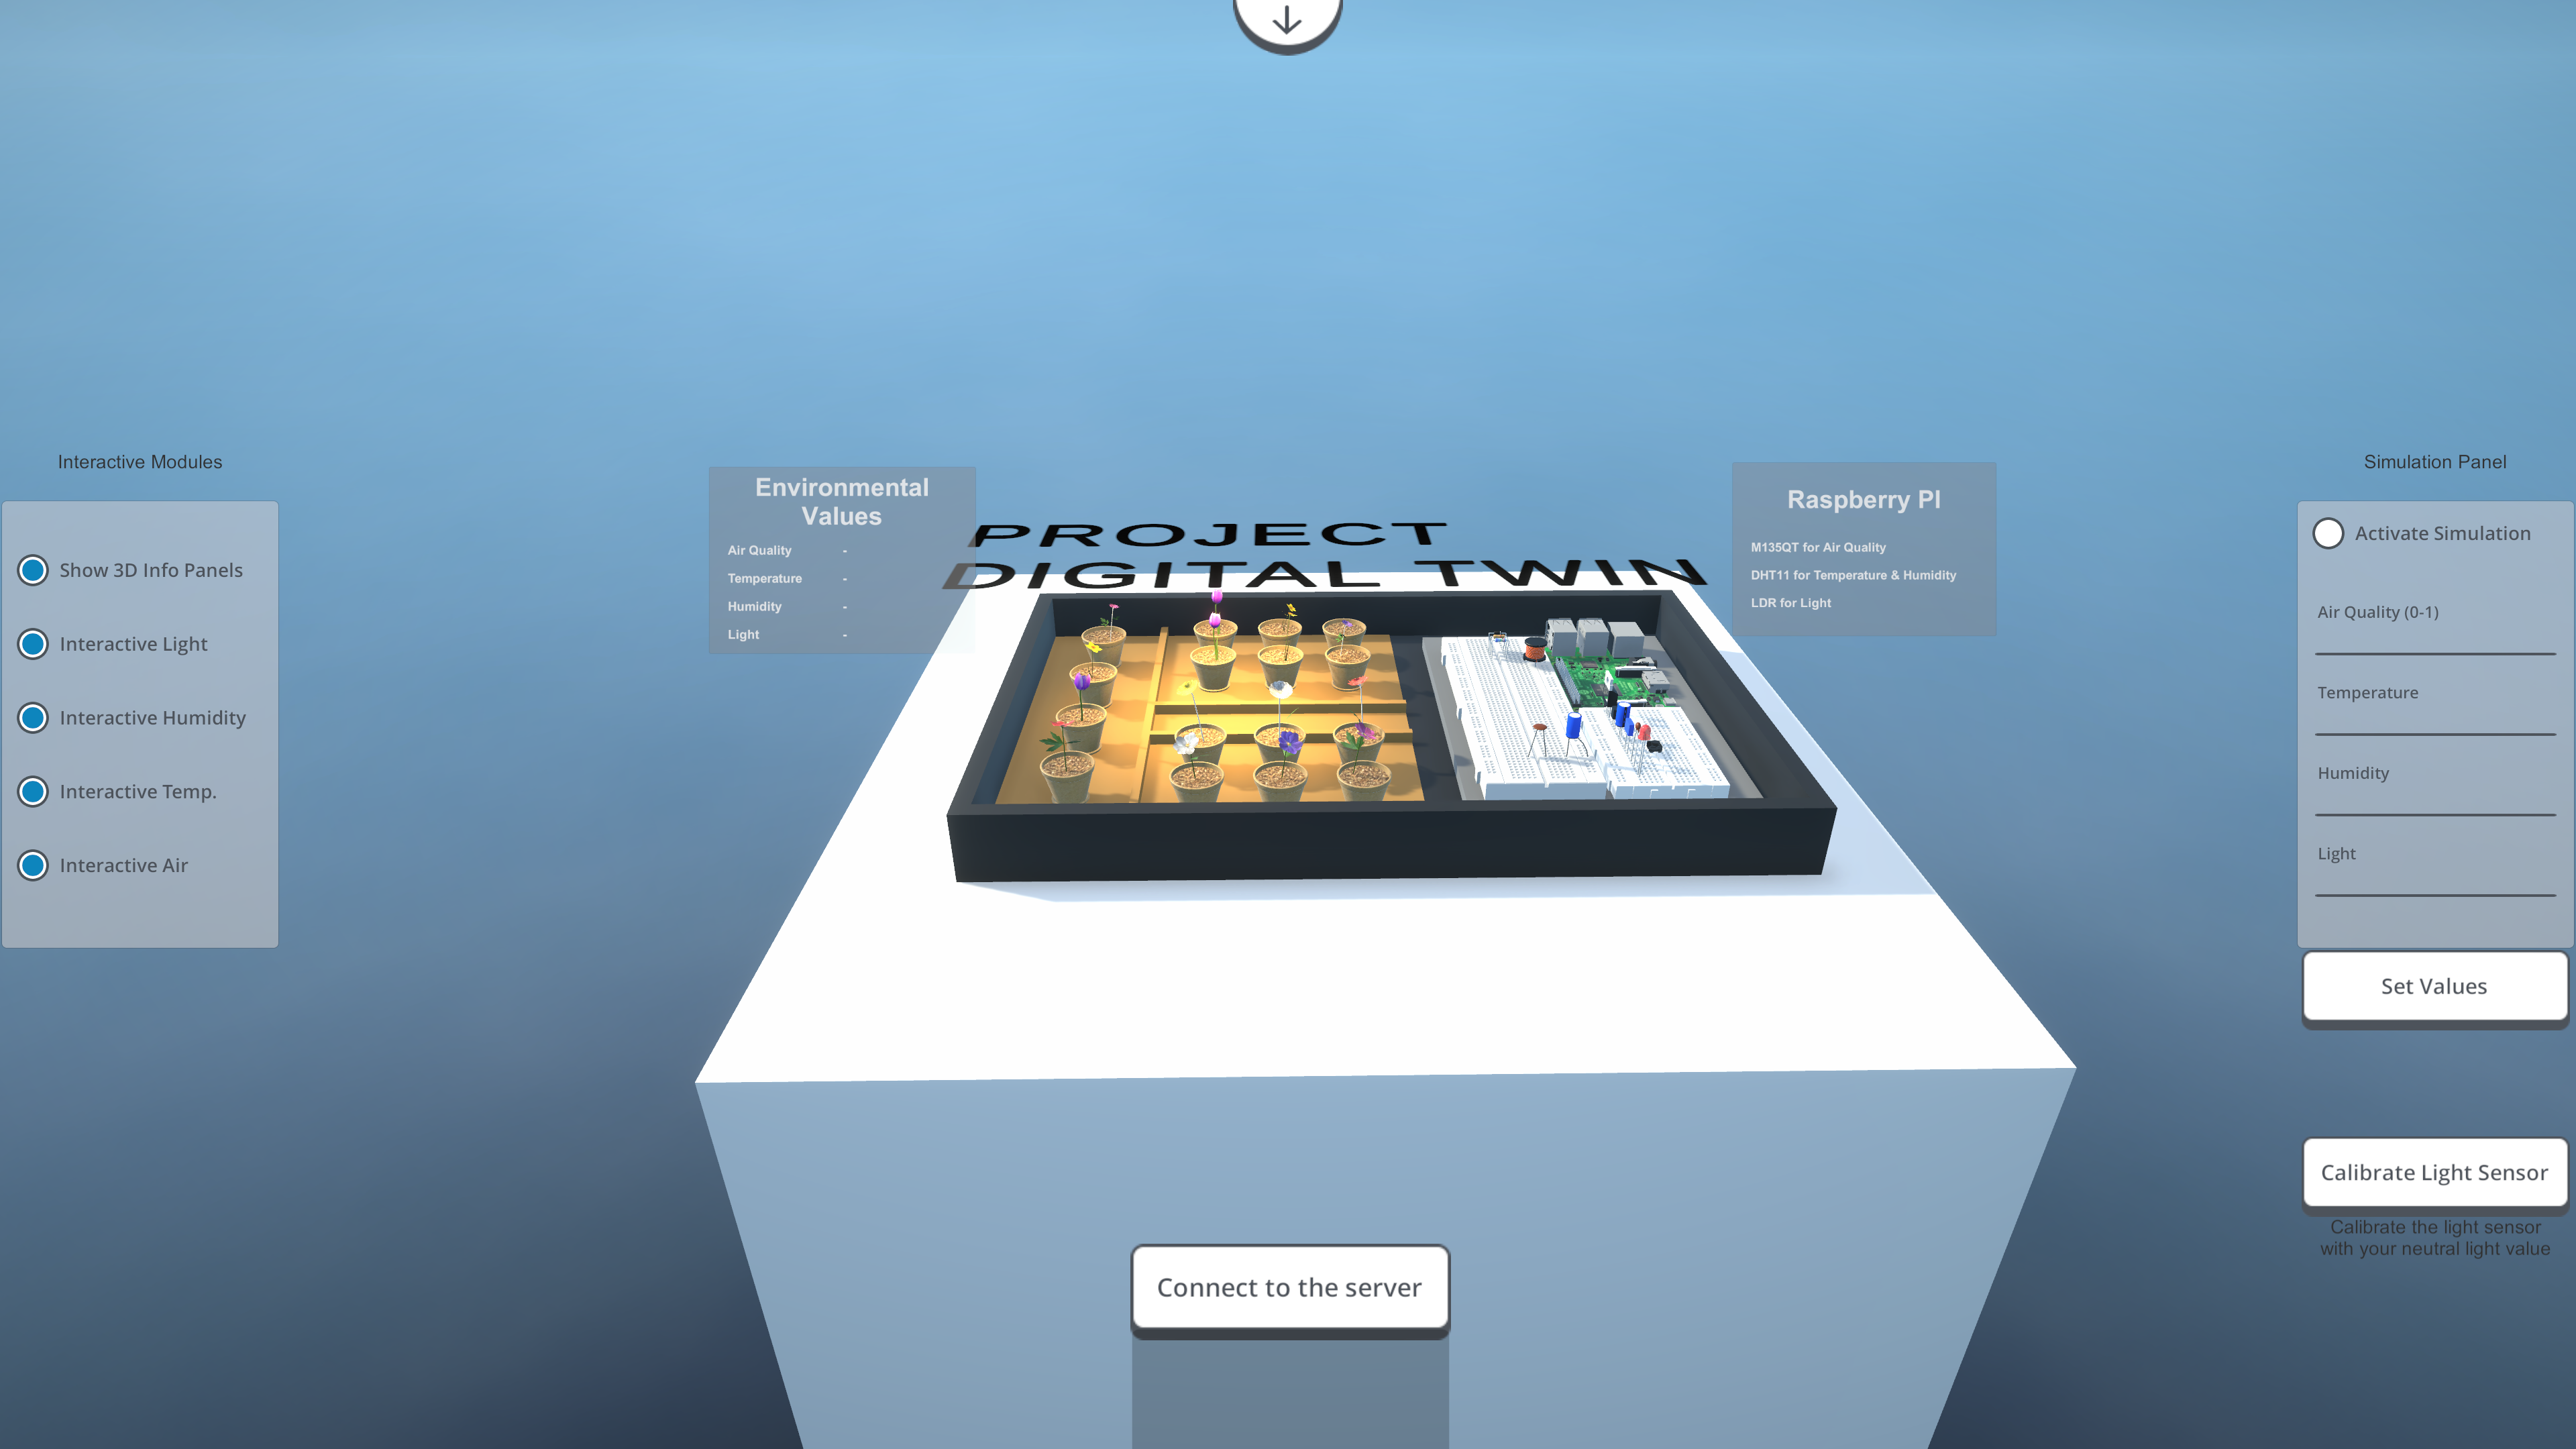 Interactive Modules
Show 3D Info Panels
Interactive Light
Interactive Humidity
Interactive Temp.
Interactive Air
Environmental
Values
Air Quality -
Temperature -
Humidity -
Light -
PROJECT
DIGITAL TWIN
Raspberry PI
M135QT for Air Quality
DHT11 for Temperature & Humidity
LDR for Light
Simulation Panel
Activate Simulation
Air Quality (0-1)
Temperature
Humidity
Light
Set Values
Calibrate Light Sensor
Calibrate the light sensor
with your neutral light value
Connect to the server